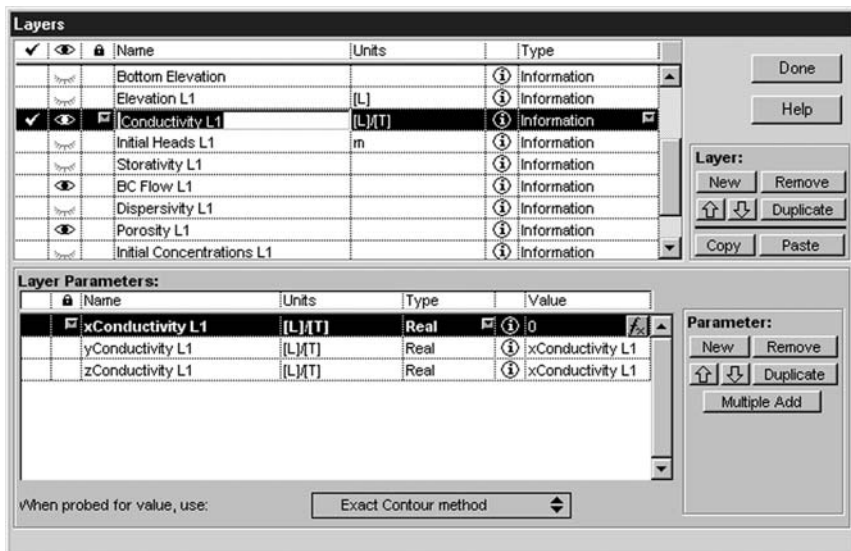 Layers
Name Units Type
Bottom Elevation Information
Elevation L1 [L] Information
Conductivity L1 [L]/[T] Information
Initial Heads L1 m Information
Storativity L1 Information
BC Flow L1 Information
Dispersivity L1 Information
Porosity L1 Information
Initial Concentrations L1 Information
Done
Help
Layer:
New Remove
Duplicate
Copy Paste
Layer Parameters:
Name Units Type Value
xConductivity L1 [L]/[T] Real 0 fx
yConductivity L1 [L]/[T] Real xConductivity L1
zConductivity L1 [L]/[T] Real xConductivity L1
Parameter:
New Remove
Duplicate
Multiple Add
When probed for value, use: Exact Contour method